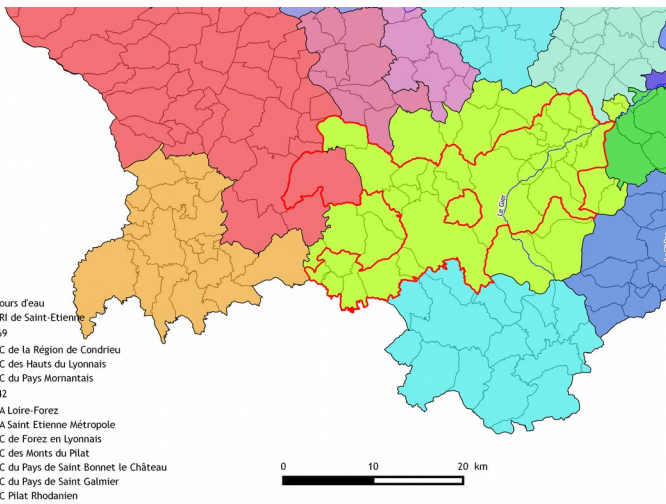 Le Gier
ours d'eau
RI de Saint-Etienne
69
C de la Région de Condrieu
C des Hauts du Lyonnais
C du Pays Mornantais
42
A Loire-Forez
A Saint Etienne Métropole
C de Forez en Lyonnais
C des Monts du Pilat
C du Pays de Saint Bonnet le Château
C du Pays de Saint Galmier
C Pilat Rhodanien
0 10 20 km